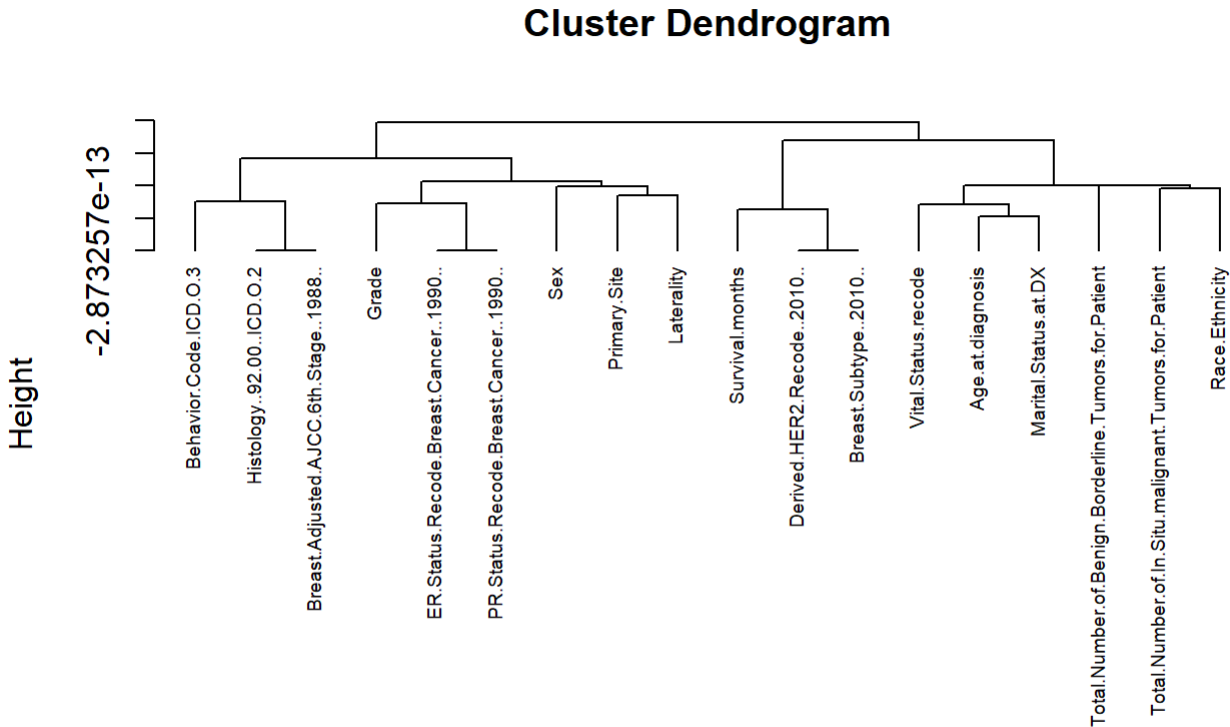 Cluster Dendrogram
Height
-2.873257e-13
Behavior.Code.ICD.O.3
Histology..92.00..ICD.O.2
Breast.Adjusted.AJCC.6th.Stage..1988..
Grade
ER.Status.Recode.Breast.Cancer..1990..
PR.Status.Recode.Breast.Cancer..1990..
Sex
Primary.Site
Laterality
Survival.months
Derived.HER2.Recode..2010..
Breast.Subtype..2010..
Vital.Status.recode
Age.at.diagnosis
Marital.Status.at.DX
Total.Number.of.Benign.Borderline.Tumors.for.Patient
Total.Number.of.In.Situ.malignant.Tumors.for.Patient
Race.Ethnicity